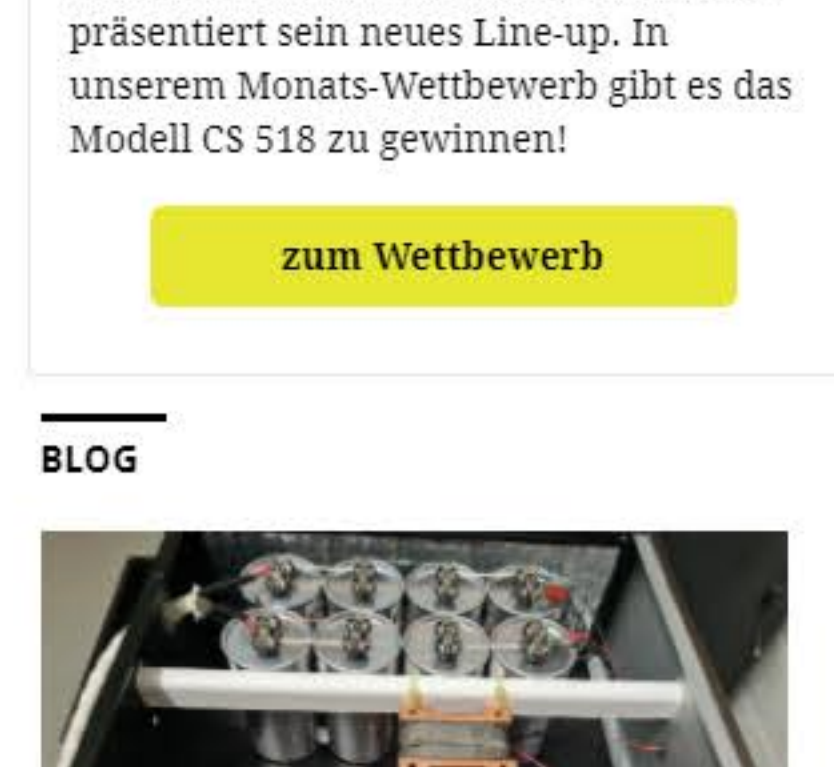 präsentiert sein neues Line-up. In
unserem Monats-Wettbewerb gibt es das
Modell CS 518 zu gewinnen!
zum Wettbewerb
BLOG